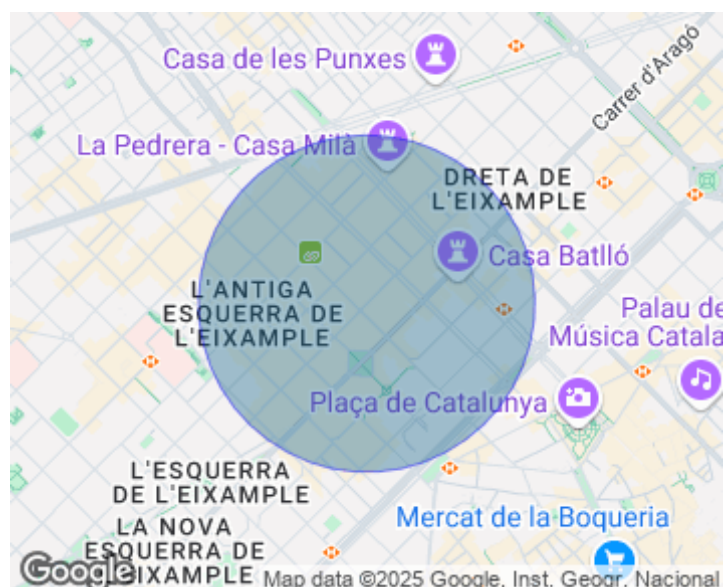 Casa de les Punxes
Carrer d'Aragó
La Pedrera - Casa Milà
DRETA DE
L'EIXAMPLE
Casa Batlló
L'ANTIGA
ESQUERRA DE
L'EIXAMPLE
Palau de
Música Catala
Plaça de Catalunya
L'ESQUERRA
DE L'EIXAMPLE
Mercat de la Boqueria
LA NOVA
ESQUERRA DE
L'EIXAMPLE
Google
Map data ©2025 Google, Inst. Geogr. Nacional